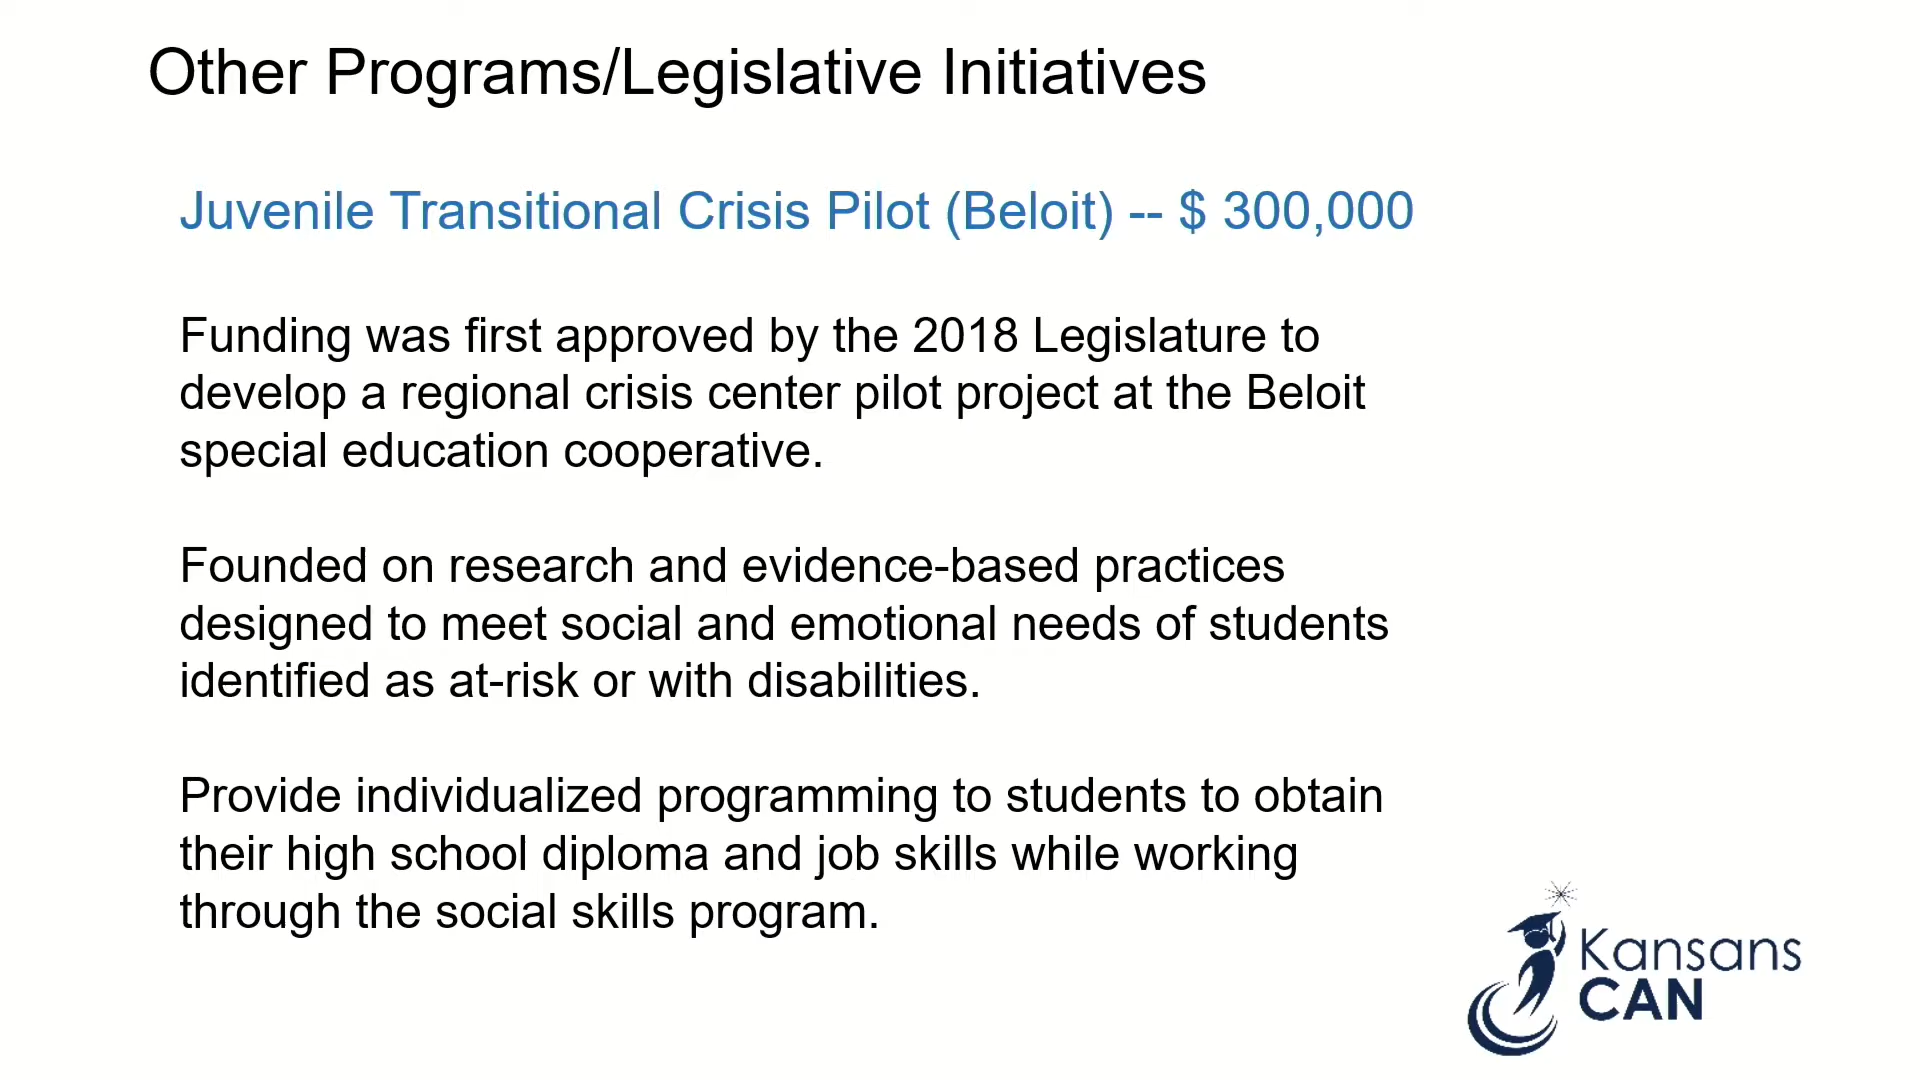 Other Programs/Legislative Initiatives
Juvenile Transitional Crisis Pilot (Beloit) -- $ 300,000
Funding was first approved by the 2018 Legislature to
develop a regional crisis center pilot project at the Beloit
special education cooperative.
Founded on research and evidence-based practices
designed to meet social and emotional needs of students
identified as at-risk or with disabilities.
Provide individualized programming to students to obtain
their high school diploma and job skills while working
through the social skills program.
Kansans
CAN